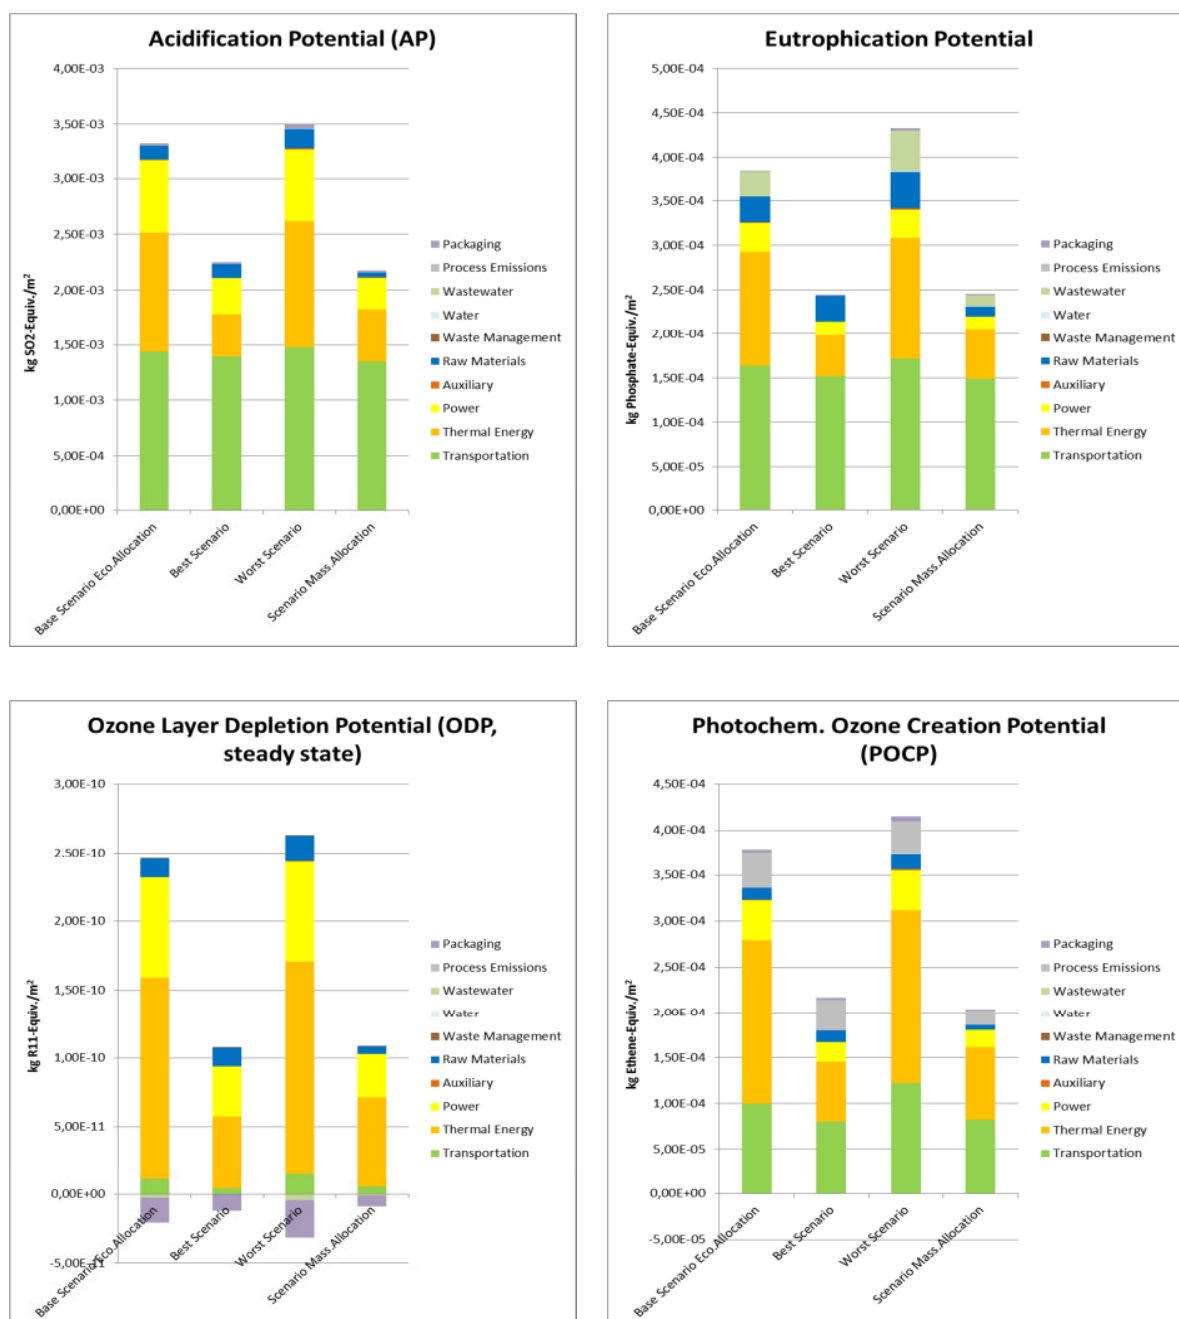 Acidification Potential (AP)
4,00E-03
3,50E-03
3,00E-03
2,50E-03
2,00E-03
1,50E-03
1,00E-03
5,00E-04
0,00E+00
kg SO2-Equiv./m²
Packaging
Process Emissions
Wastewater
Water
Waste Management
Raw Materials
Auxiliary
Power
Thermal Energy
Transportation
Base Scenario Eco.Allocation
Best Scenario
Worst Scenario
Scenario Mass.Allocation
Eutrophication Potential
5,00E-04
4,50E-04
4,00E-04
3,50E-04
3,00E-04
2,50E-04
2,00E-04
1,50E-04
1,00E-04
5,00E-05
0,00E+00
kg Phosphate-Equiv./m²
Packaging
Process Emissions
Wastewater
Water
Waste Management
Raw Materials
Auxiliary
Power
Thermal Energy
Transportation
Base Scenario Eco.Allocation
Best Scenario
Worst Scenario
Scenario Mass.Allocation
Ozone Layer Depletion Potential (ODP,
steady state)
3,00E-10
2,50E-10
2,00E-10
1,50E-10
1,00E-10
5,00E-11
0,00E+00
-5,00E-11
kg R11-Equiv./m²
Packaging
Process Emissions
Wastewater
Water
Waste Management
Raw Materials
Auxiliary
Power
Thermal Energy
Transportation
Base Scenario Eco.Allocation
Best Scenario
Worst Scenario
Scenario Mass.Allocation
Photochem. Ozone Creation Potential
(POCP)
4,50E-04
4,00E-04
3,50E-04
3,00E-04
2,50E-04
2,00E-04
1,50E-04
1,00E-04
5,00E-05
0,00E+00
-5,00E-05
kg Ethene-Equiv./m²
Packaging
Process Emissions
Wastewater
Water
Waste Management
Raw Materials
Auxiliary
Power
Thermal Energy
Transportation
Base Scenario Eco.Allocation
Best Scenario
Worst Scenario
Scenario Mass.Allocation